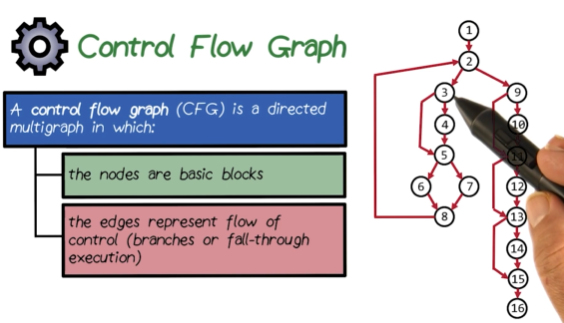 Control Flow Graph
A control flow graph (CFG) is a directed
multigraph in which:
the nodes are basic blocks
the edges represent flow of
control (branches or fall-through
execution)
1
2
3
9
4
10
5
11
6
7
12
8
13
14
15
16